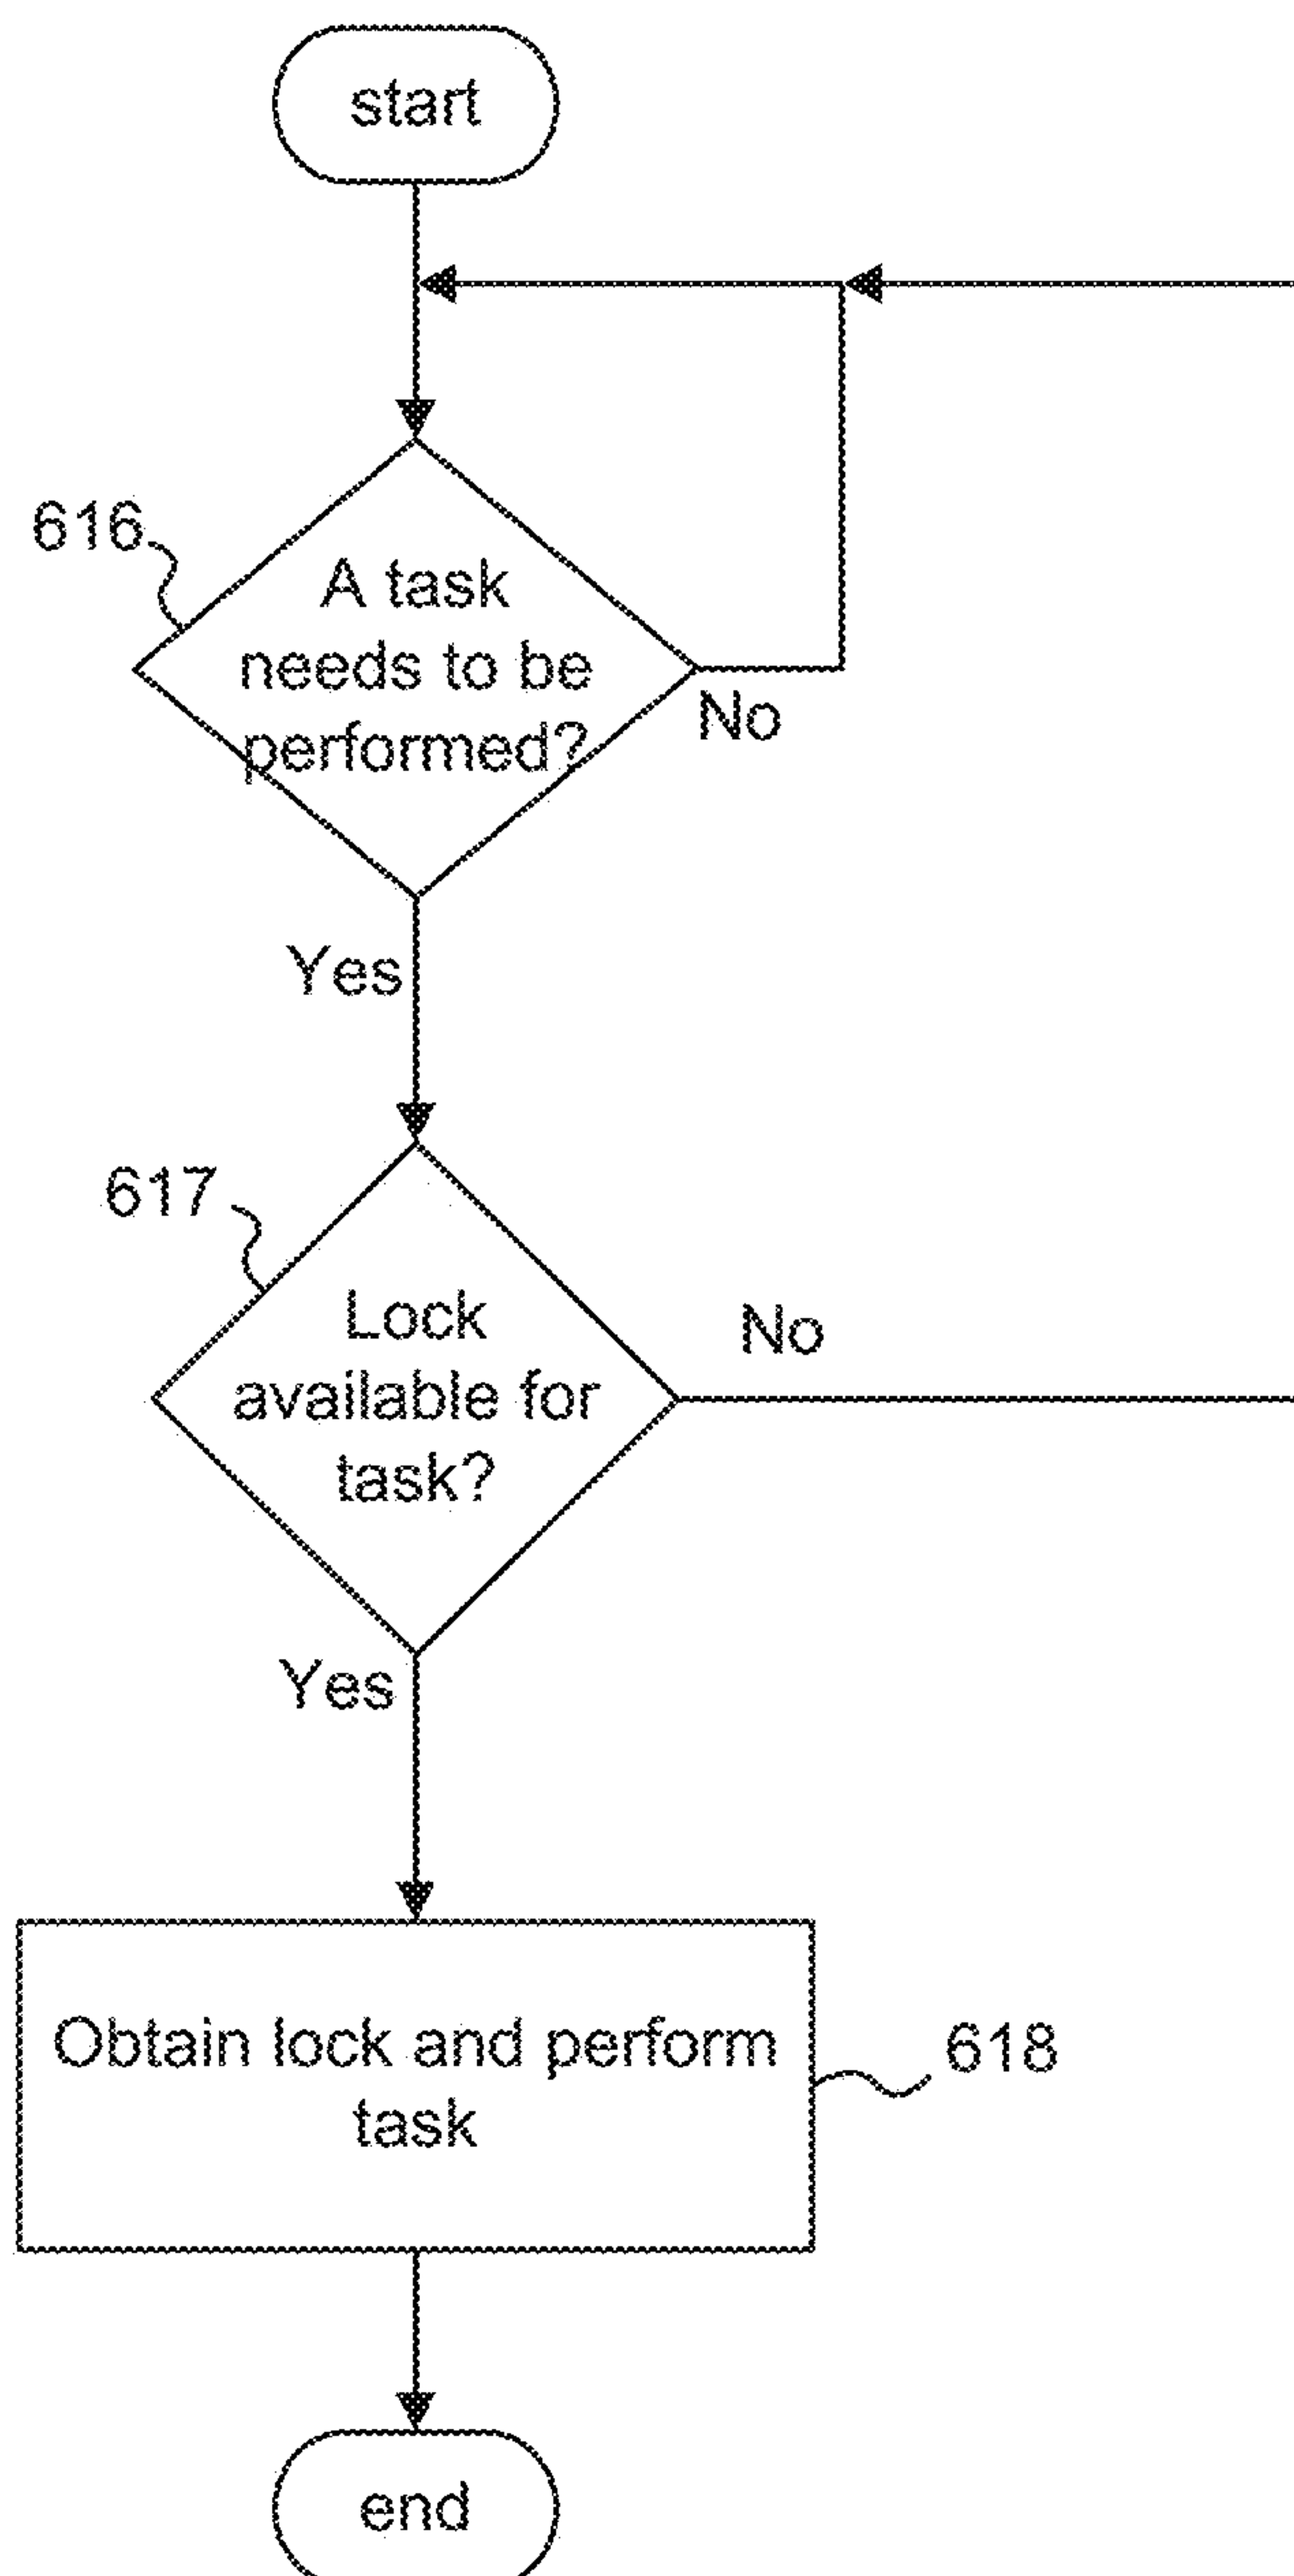 start
616
A task
needs to be
performed?
No
Yes
617
Lock
available for
task?
No
Yes
Obtain lock and perform
task
618
end